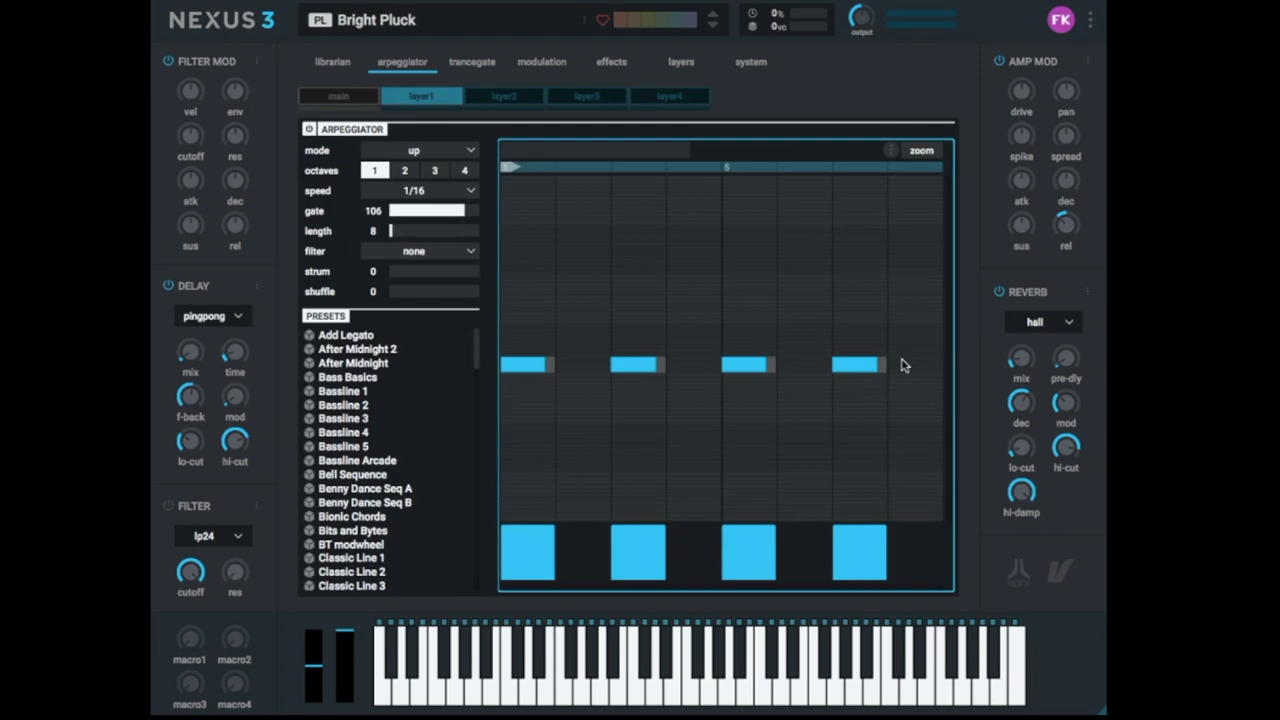 NEXUS 3
PL Bright Pluck
0%
0vc
output
FK
FILTER MOD
vel env
cutoff res
atk dec
sus rel
DELAY
pingpong
mix time
f-back mod
lo-cut hi-cut
FILTER
lp24
cutoff res
macro1 macro2
macro3 macro4
librarian arpeggiator trancegate modulation effects layers system
main layer1 layer2 layer3 layer4
ARPEGGIATOR
mode up
octaves 1 2 3 4
speed 1/16
gate 106
length 8
filter none
strum 0
shuffle 0
PRESETS
Add Legato
After Midnight 2
After Midnight
Bass Basics
Bassline 1
Bassline 2
Bassline 3
Bassline 4
Bassline 5
Bassline Arcade
Bell Sequence
Benny Dance Seq A
Benny Dance Seq B
Bionic Chords
Bits and Bytes
BT modwheel
Classic Line 1
Classic Line 2
Classic Line 3
zoom
5
AMP MOD
drive pan
spike spread
atk dec
sus rel
REVERB
hall
mix pre-dly
dec mod
lo-cut hi-cut
hi-damp